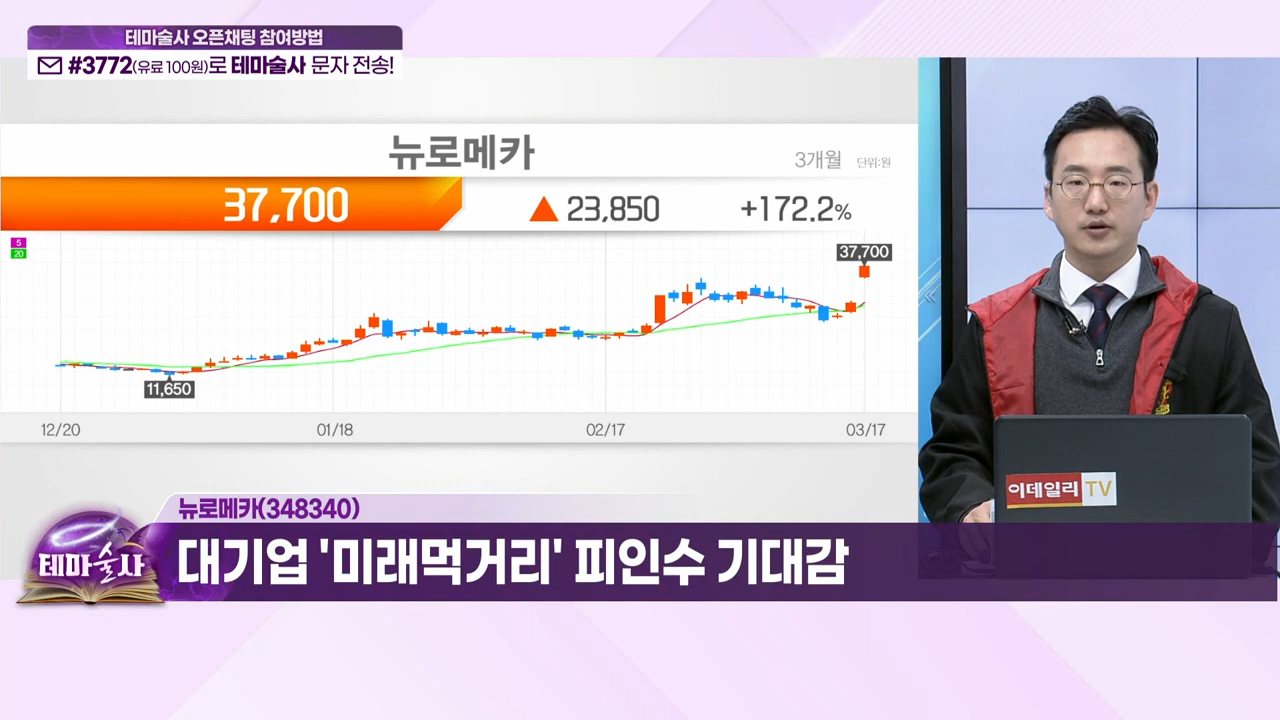 테마술사 오픈채팅 참여방법
#3772(유료 100원)로 테마술사 문자 전송!
뉴로메카
3개월 단위:원
37,700 ▲ 23,850 +172.2%
5
20
37,700
11,650
12/20 01/18 02/17 03/17
이데일리 TV
뉴로메카(348340)
테마술사
대기업 '미래먹거리' 피인수 기대감